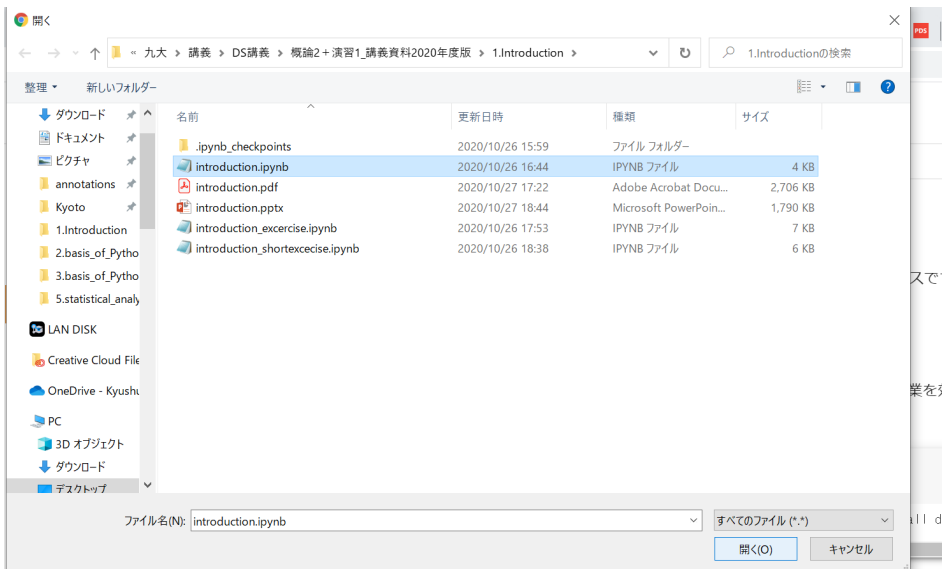 開く
« 九大 > 講義 > DS講義 > 概論2+演習1_講義資料2020年度版 > 1.Introduction >
1.Introductionの検索
PDS
整理
新しいフォルダー
名前 更新日時 種類 サイズ
ダウンロード
ドキュメント
ピクチャ
annotations
Kyoto
1.Introduction
2.basis_of_Pytho
3.basis_of_Pytho
5.statistical_analy
LAN DISK
Creative Cloud File
OneDrive - Kyushu
PC
3D オブジェクト
ダウンロード
デスクトップ
.ipynb_checkpoints 2020/10/26 15:59 ファイル フォルダー
introduction.ipynb 2020/10/26 16:44 IPYNB ファイル 4 KB
introduction.pdf 2020/10/27 17:22 Adobe Acrobat Docu... 2,706 KB
introduction.pptx 2020/10/27 18:44 Microsoft PowerPoin... 1,790 KB
introduction_excercise.ipynb 2020/10/26 17:53 IPYNB ファイル 7 KB
introduction_shortexcecise.ipynb 2020/10/26 18:38 IPYNB ファイル 6 KB
スで
業を
all d
ファイル名(N): introduction.ipynb
すべてのファイル (*.*)
開く(O)
キャンセル